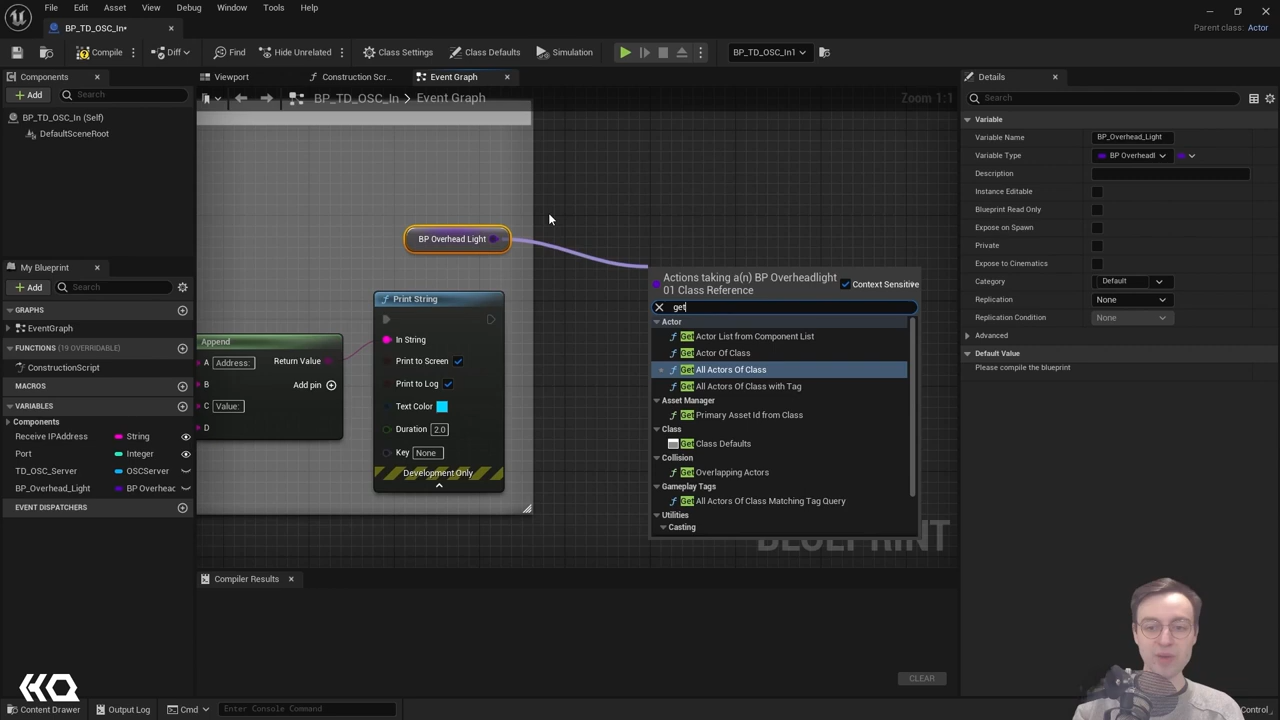 File Edit Asset View Debug Window Tools Help
BP_TD_OSC_In•
Parent class: Actor
Compile Diff Find Hide Unrelated Class Settings Class Defaults Simulation BP_TD_OSC_In1
Components
Viewport Construction Scr... Event Graph
Details
Add Search
BP_TD_OSC_In > Event Graph
Zoom 1:1
Search
BP_TD_OSC_In (Self)
DefaultSceneRoot
Variable
Variable Name BP_Overhead_Light
Variable Type BP Overheadl
Description
Instance Editable
Blueprint Read Only
Expose on Spawn
Private
Expose to Cinematics
Category Default
Replication None
Replication Condition None
Advanced
Default Value
Please compile the blueprint
My Blueprint
Add Search
GRAPHS
EventGraph
FUNCTIONS (19 OVERRIDABLE)
ConstructionScript
MACROS
VARIABLES
Components
Receive IPAddress String
Port Integer
TD_OSC_Server OSCServer
BP_Overhead_Light BP Overheac
EVENT DISPATCHERS
BP Overhead Light
Append
A Address: Return Value
B Add pin
C Value:
D
Print String
In String
Print to Screen
Print to Log
Text Color
Duration 2.0
Key None
Development Only
Actions taking a(n) BP Overheadlight
01 Class Reference
Context Sensitive
get
Actor
Get Actor List from Component List
Get Actor Of Class
Get All Actors Of Class
Get All Actors Of Class with Tag
Asset Manager
Get Primary Asset Id from Class
Class
Get Class Defaults
Collision
Get Overlapping Actors
Gameplay Tags
Get All Actors Of Class Matching Tag Query
Utilities
Casting
BLUEPRINT
Compiler Results
CLEAR
HQ
Content Drawer Output Log Cmd Enter Console Command
Control